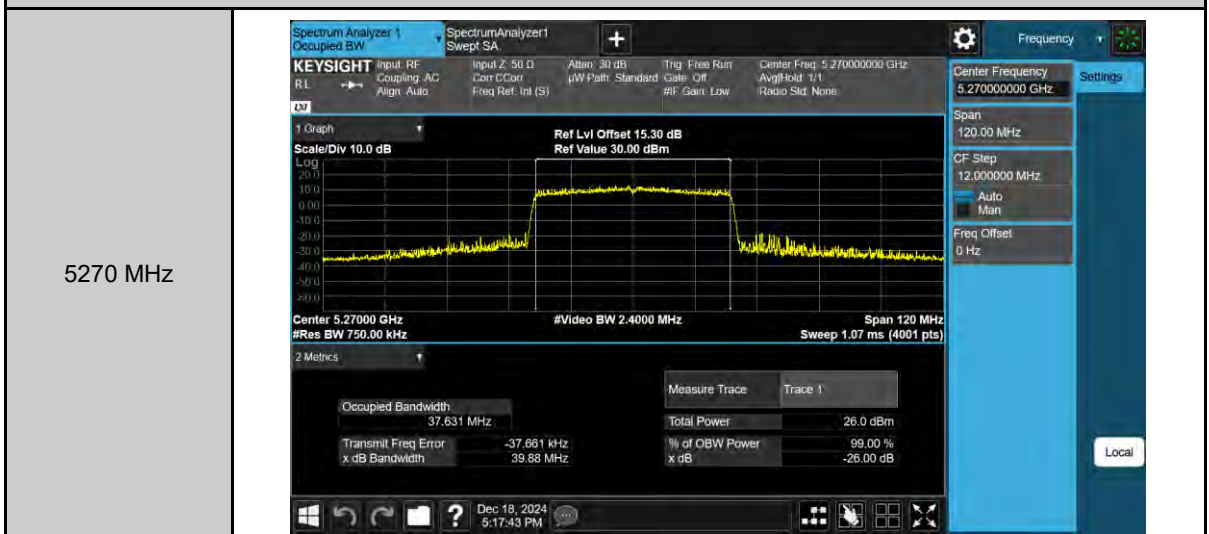 5270 MHz
Spectrum Analyzer 1
Occupied BW
SpectrumAnalyzer1
Swept SA
Frequency
KEYSIGHT
RL
LXI
Input: RF
Coupling: AC
Align: Auto
Input Z: 50 Ω
Corr CCorr
Freq Ref: Int (S)
Atten: 30 dB
µW Path: Standard
Trig: Free Run
Gate: Off
#IF Gain: Low
Center Freq: 5.270000000 GHz
Avg|Hold: 1/1
Radio Std: None
1 Graph
Scale/Div 10.0 dB
Ref Lvl Offset 15.30 dB
Ref Value 30.00 dBm
Log
20.0
10.0
0.00
-10.0
-20.0
-30.0
-40.0
-50.0
-60.0
Center 5.27000 GHz
#Res BW 750.00 kHz
#Video BW 2.4000 MHz
Span 120 MHz
Sweep 1.07 ms (4001 pts)
2 Metrics
Occupied Bandwidth
37.631 MHz
Transmit Freq Error -37.661 kHz
x dB Bandwidth 39.88 MHz
Measure Trace Trace 1
Total Power 26.0 dBm
% of OBW Power 99.00 %
x dB -26.00 dB
Center Frequency
5.270000000 GHz
Settings
Span
120.00 MHz
CF Step
12.000000 MHz
Auto
Man
Freq Offset
0 Hz
Local
?
Dec 18, 2024
5:17:43 PM